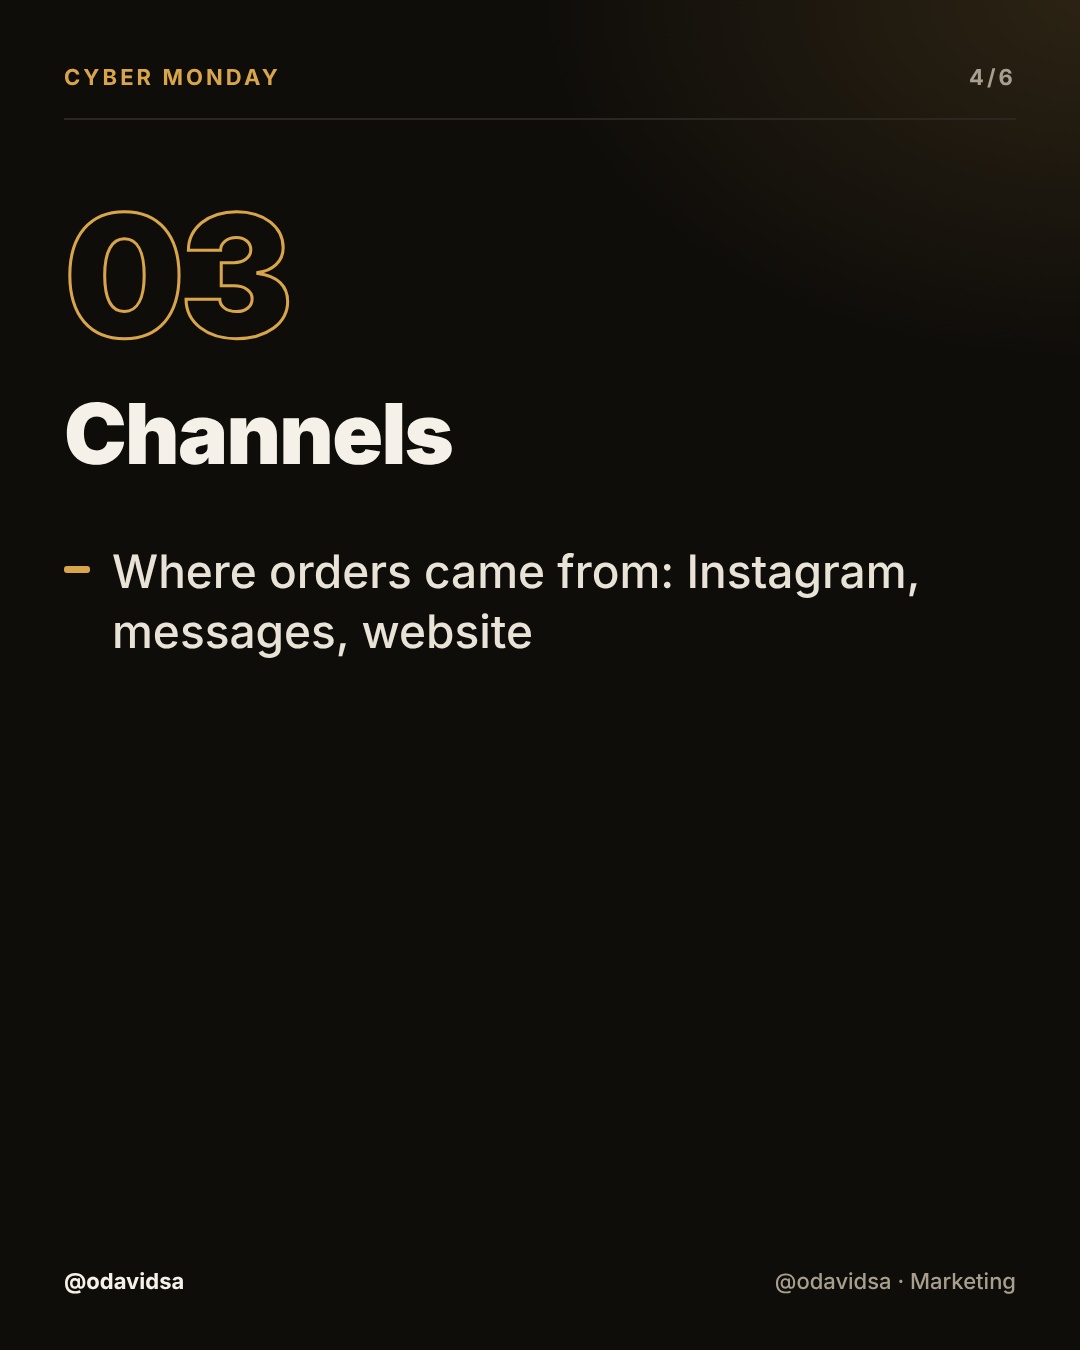 CYBER MONDAY
4/6
03
Channels
Where orders came from: Instagram,
messages, website
@odavidsa
@odavidsa · Marketing